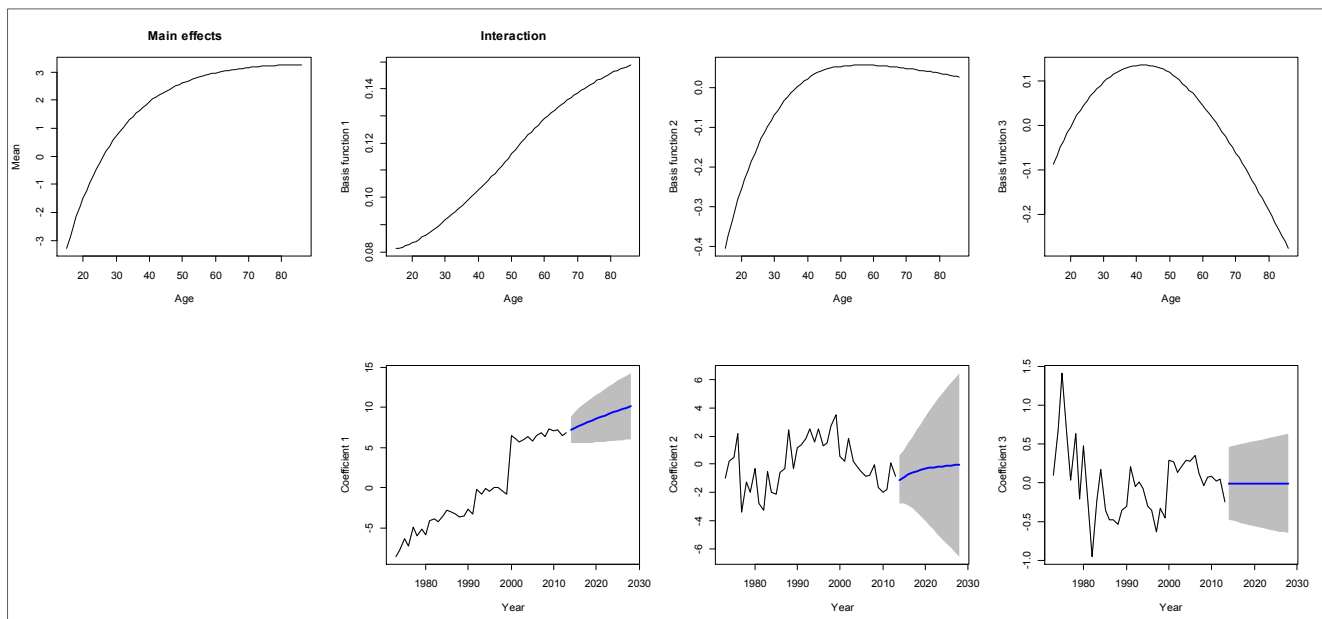 Main effects
Interaction
Mean
3
2
1
0
-1
-2
-3
20 30 40 50 60 70 80
Age
Basis function 1
0.14
0.12
0.10
0.08
20 30 40 50 60 70 80
Age
Basis function 2
0.0
-0.1
-0.2
-0.3
-0.4
20 30 40 50 60 70 80
Age
Basis function 3
0.1
0.0
-0.1
-0.2
20 30 40 50 60 70 80
Age
Coefficient 1
15
10
5
0
-5
1980 1990 2000 2010 2020 2030
Year
Coefficient 2
6
4
2
0
-2
-4
-6
1980 1990 2000 2010 2020 2030
Year
Coefficient 3
1.5
1.0
0.5
0.0
-0.5
-1.0
1980 1990 2000 2010 2020 2030
Year